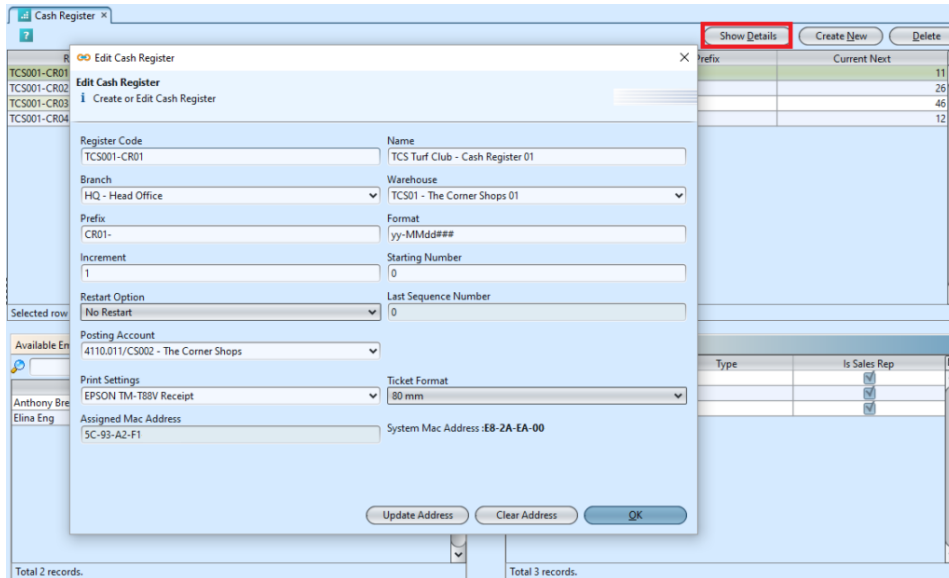 Cash Register
?
Show Details Create New Delete
R Prefix Current Next
TCS001-CR01 11
TCS001-CR02 26
TCS001-CR03 46
TCS001-CR04 12
Edit Cash Register
Edit Cash Register
i Create or Edit Cash Register
Register Code Name
TCS001-CR01 TCS Turf Club - Cash Register 01
Branch Warehouse
HQ - Head Office TCS01 - The Corner Shops 01
Prefix Format
CR01- yy-MMdd###
Increment Starting Number
1 0
Restart Option Last Sequence Number
No Restart 0
Selected row
Posting Account
4110.011/CS002 - The Corner Shops
Available Em
Type Is Sales Rep
Print Settings Ticket Format
EPSON TM-T88V Receipt 80 mm
Anthony Bre
Elina Eng
Assigned Mac Address
5C-93-A2-F1
System Mac Address :E8-2A-EA-00
Update Address Clear Address OK
Total 2 records. Total 3 records.